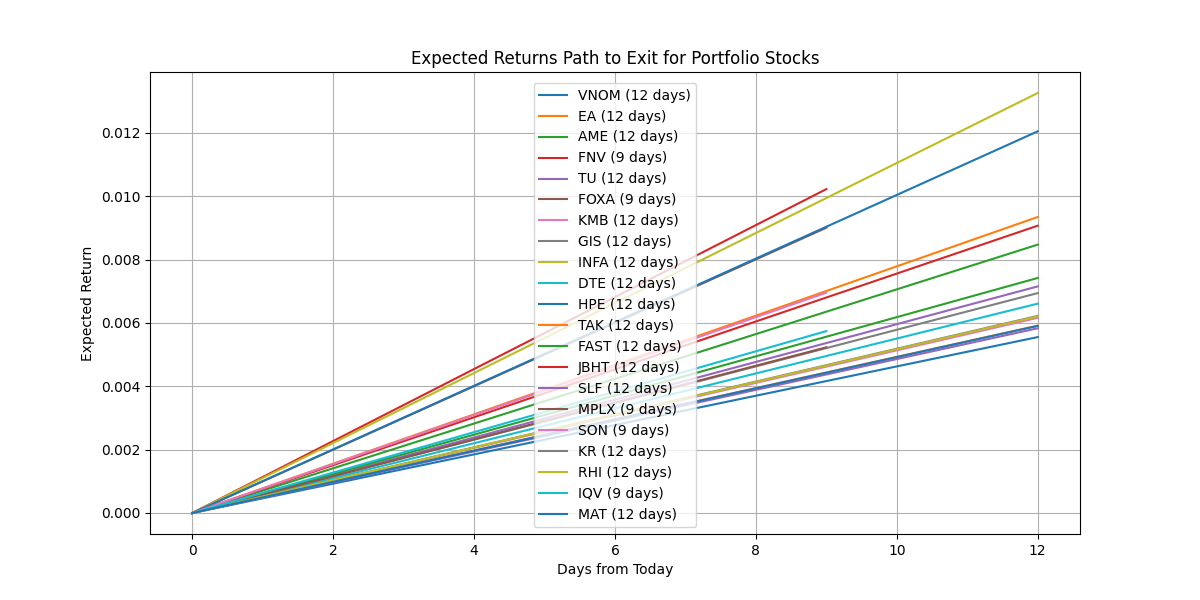 Expected Returns Path to Exit for Portfolio Stocks
VNOM (12 days)
EA (12 days)
AME (12 days)
FNV (9 days)
TU (12 days)
FOXA (9 days)
KMB (12 days)
GIS (12 days)
INFA (12 days)
DTE (12 days)
HPE (12 days)
TAK (12 days)
FAST (12 days)
JBHT (12 days)
SLF (12 days)
MPLX (9 days)
SON (9 days)
KR (12 days)
RHI (12 days)
IQV (9 days)
MAT (12 days)
Expected Return
0.012
0.010
0.008
0.006
0.004
0.002
0.000
0 2 4 6 8 10 12
Days from Today